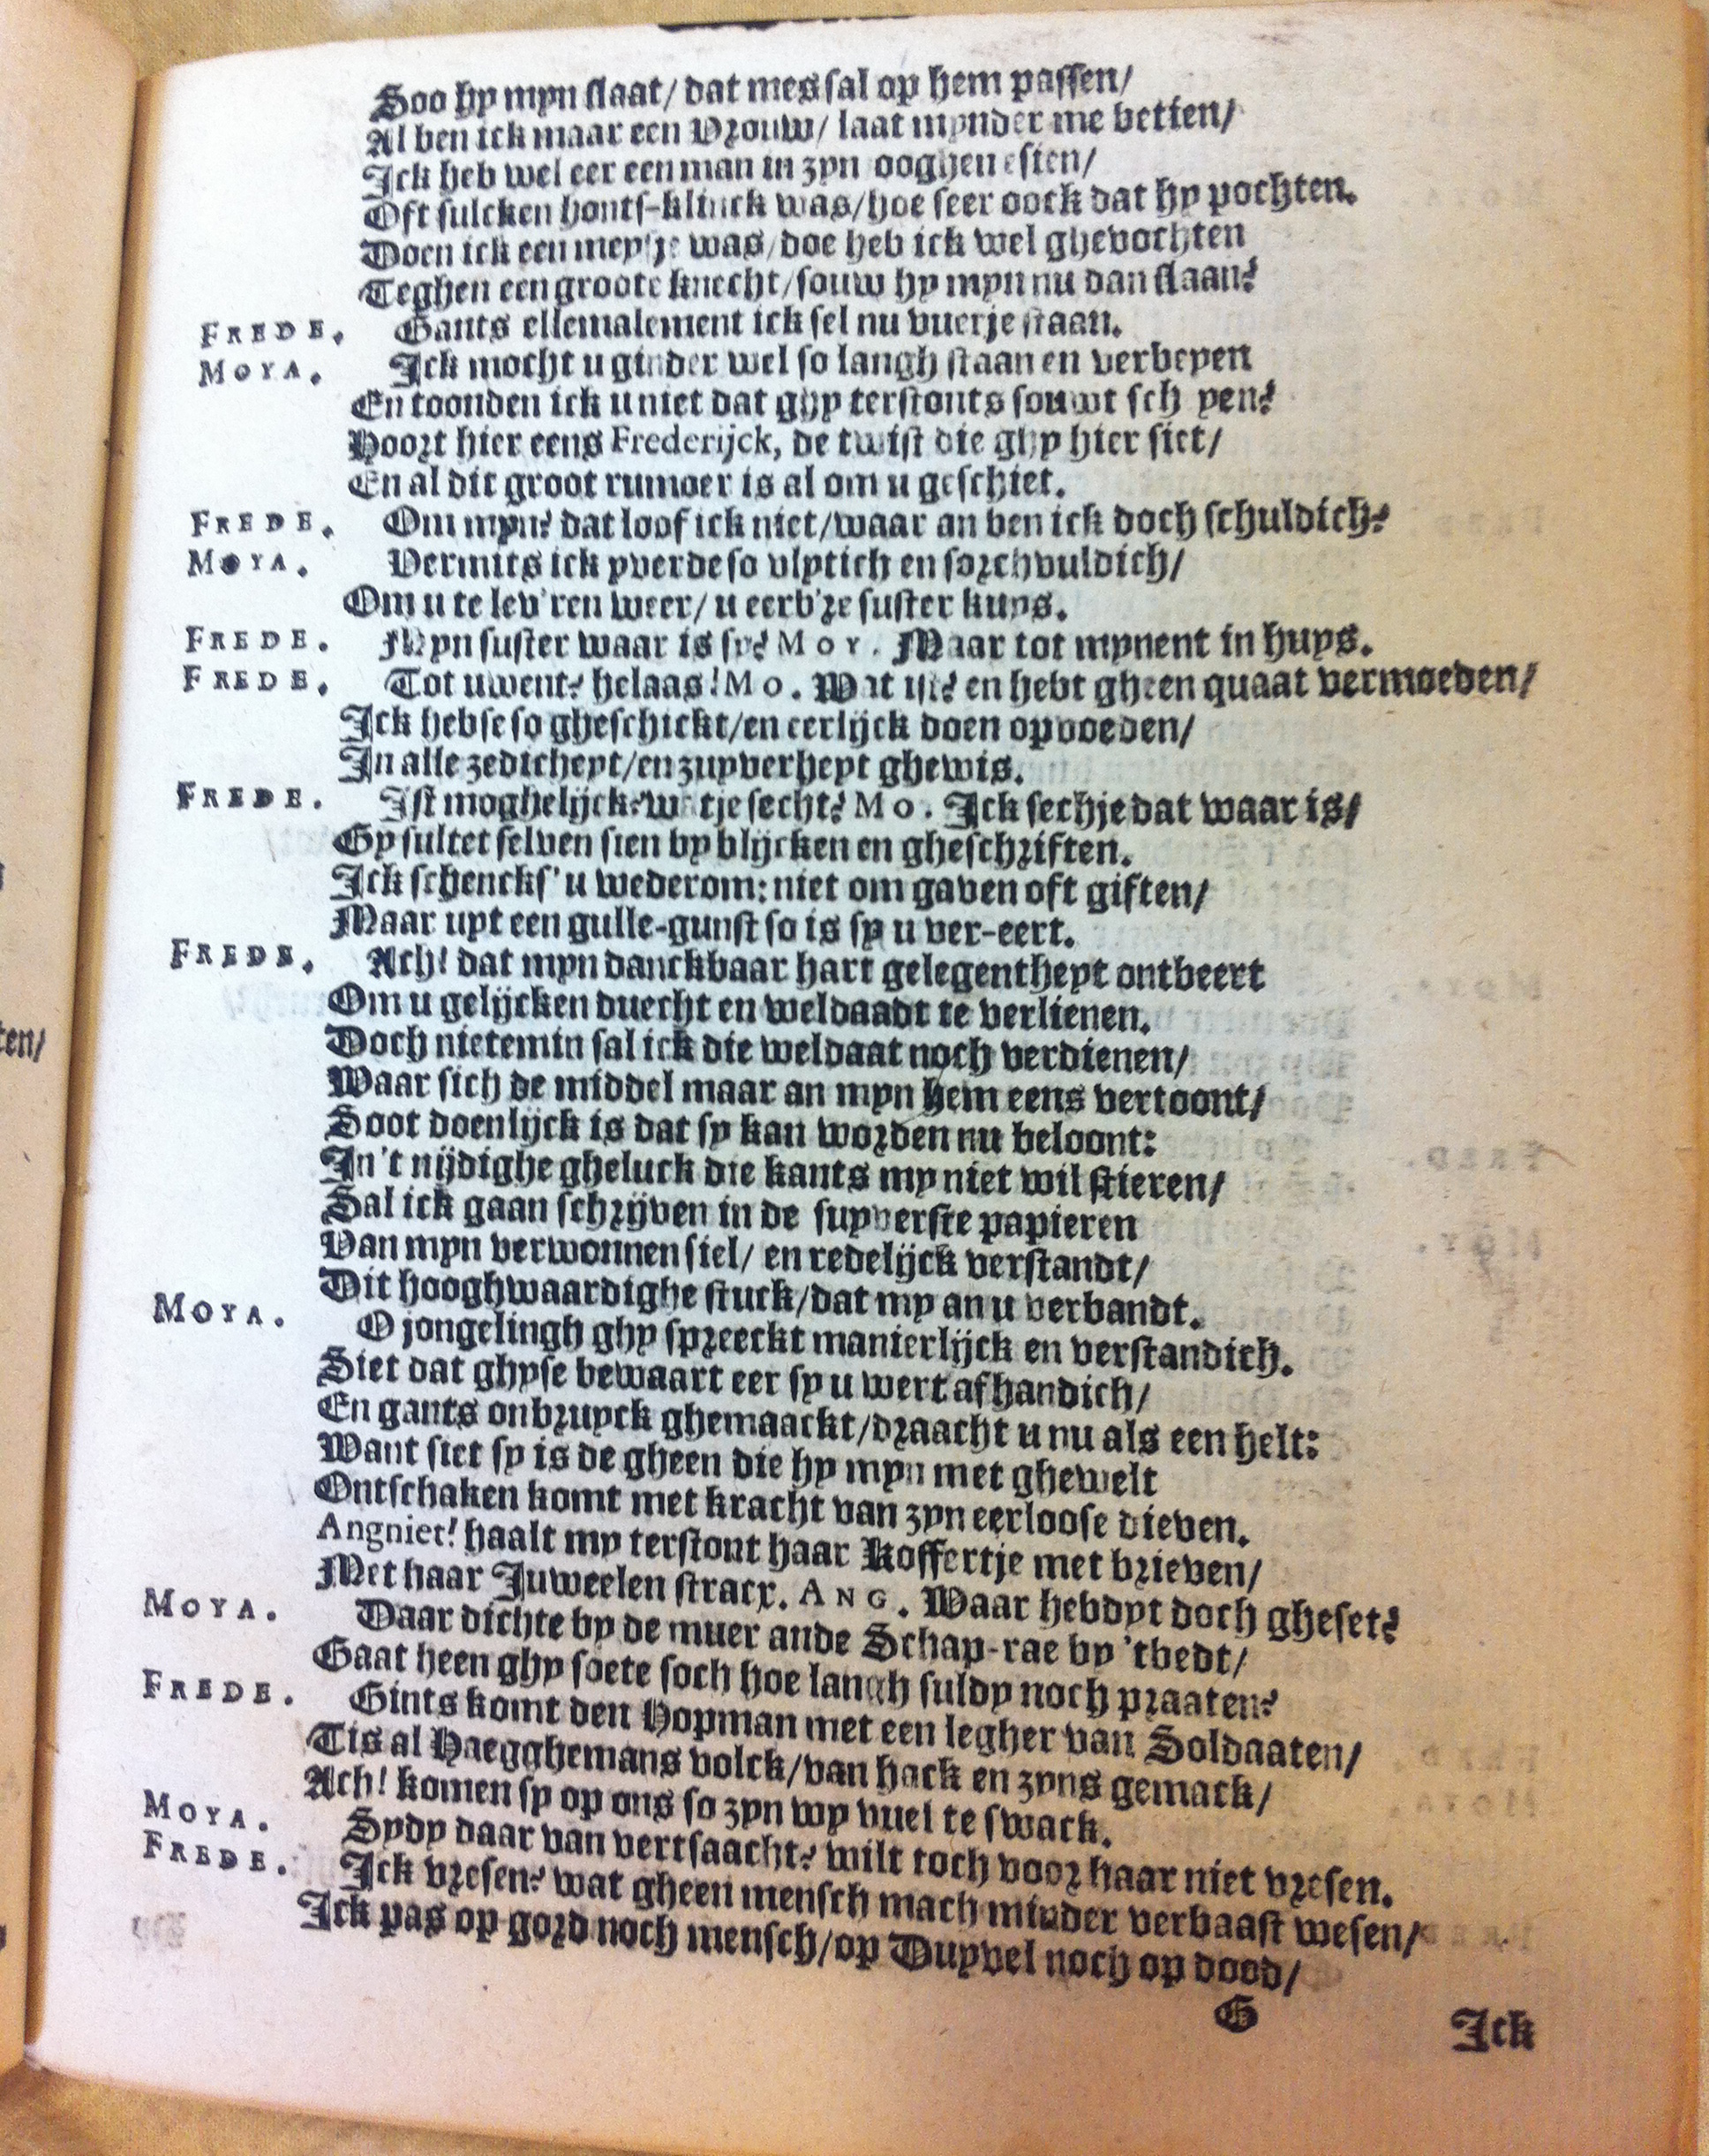 Soo hy myn slaat/ dat mes sal op hem passen/
Al ben ick maar een Vrouw/ laat mynder me betien/
Ick heb wel eer een man in zyn ooghen esien/
Oft sulcken honts-klinck was/hoe seer oock dat hy pochten.
Doen ick een meysje was/doe heb ick wel ghevochten
Teghen een groote knecht/souw hy myn nu dan slaan?
FREDE. Gants ellemalement ick sel nu vuer je staan.
MOYA. Ick mocht u ginder wel so langh staan en verbeyen
En toonden ick u niet dat ghy terstonts souwt sch yen?
Hoort hier eens Frederijck, de twist die ghy hier siet/
En al dit groot rumoer is al om u geschiet.
FREDE. Om myn? dat loof ick niet/waar an ben ick doch schuldich?
MOYA. Vermits ick yverde so vlytich en sorchvuldich/
Om u te lev'ren weer/ u eerb're suster kuys.
FREDE. Myn suster waar is sy? MOY. Maar tot mynent in huys.
FREDE. Tot uwent? helaas! MO. Wat ist? en hebt gheen quaat vermoeden/
Ick hebse so gheschickt/en eerlijck doen opvoeden/
In alle zedicheyt/en zuyverheyt ghewis.
FREDE. Ist moghelijck? wat je secht? MO. Ick sech je dat waar is/
Gy sultet selven sien by blijcken en gheschriften.
Ick schencks' u wederom: niet om gaven oft giften/
Maar uyt een gulle-gunst so is sy u ver-eert.
FREDE. Ach! dat myn danckbaar hart gelegentheyt ontbeert
Om u gelijcken duecht en weldaadt te verlienen.
Doch nietemin sal ick die weldaat noch verdienen/
Waar sich de middel maar an myn hem eens vertoont/
Soot doenlijck is dat sy kan worden nu beloont:
In't nijdighe gheluck die kants my niet wil stieren/
Sal ick gaan schrijven in de suyverste papieren
Van myn verwonnen siel/ en redelijck verstandt/
Dit hooghwaardighe stuck/dat my an u verbandt.
MOYA. O jongelingh ghy spreeckt manierlijck en verstandich.
Siet dat ghyse bewaart eer sy u wert afhandich/
En gants onbruyck ghemaackt/draacht u nu als een helt:
Want siet sy is de gheen die hy myn met ghewelt
Ontschaken komt met kracht van zyn eerloose dieven.
Angniet! haalt my terstont haar Koffertje met brieven/
Met haar Juweelen stracx. ANG. Waar hebdyt doch gheset?
MOYA. Daar dichte by de muer ande Schap-rae by 'tbedt/
Gaat heen ghy soete soch hoe langh suldy noch praaten?
FREDE. Gints komt den Hopman met een legher van Soldaaten/
Tis al Haegghemans volck/van hack en zyns gemack/
Ach! komen sy op ons so zyn wy vuel te swack.
MOYA. Sydy daar van vertsaacht? wilt toch voor haar niet vresen.
FREDE. Ick vresen? wat gheen mensch mach minder verbaast wesen/
Ick pas op gord noch mensch/op Duyvel noch op dood/
G Ick